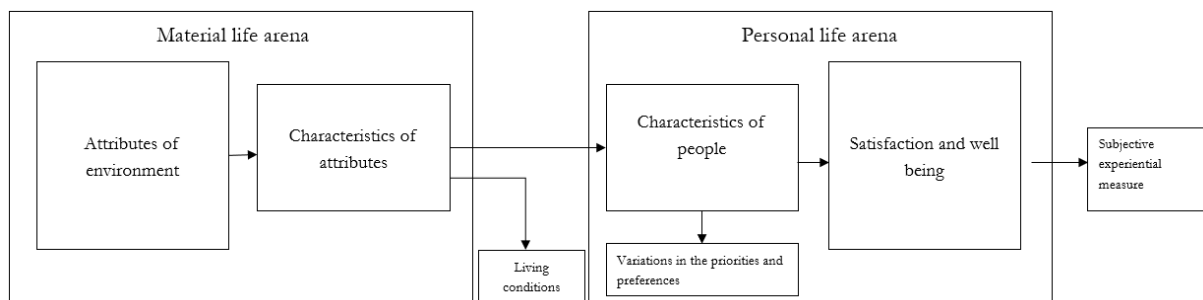 Material life arena
Personal life arena
Attributes of
environment
Characteristics of
attributes
Characteristics of
people
Satisfaction and well
being
Subjective
experiential
measure
Living
conditions
Variations in the priorities and
preferences